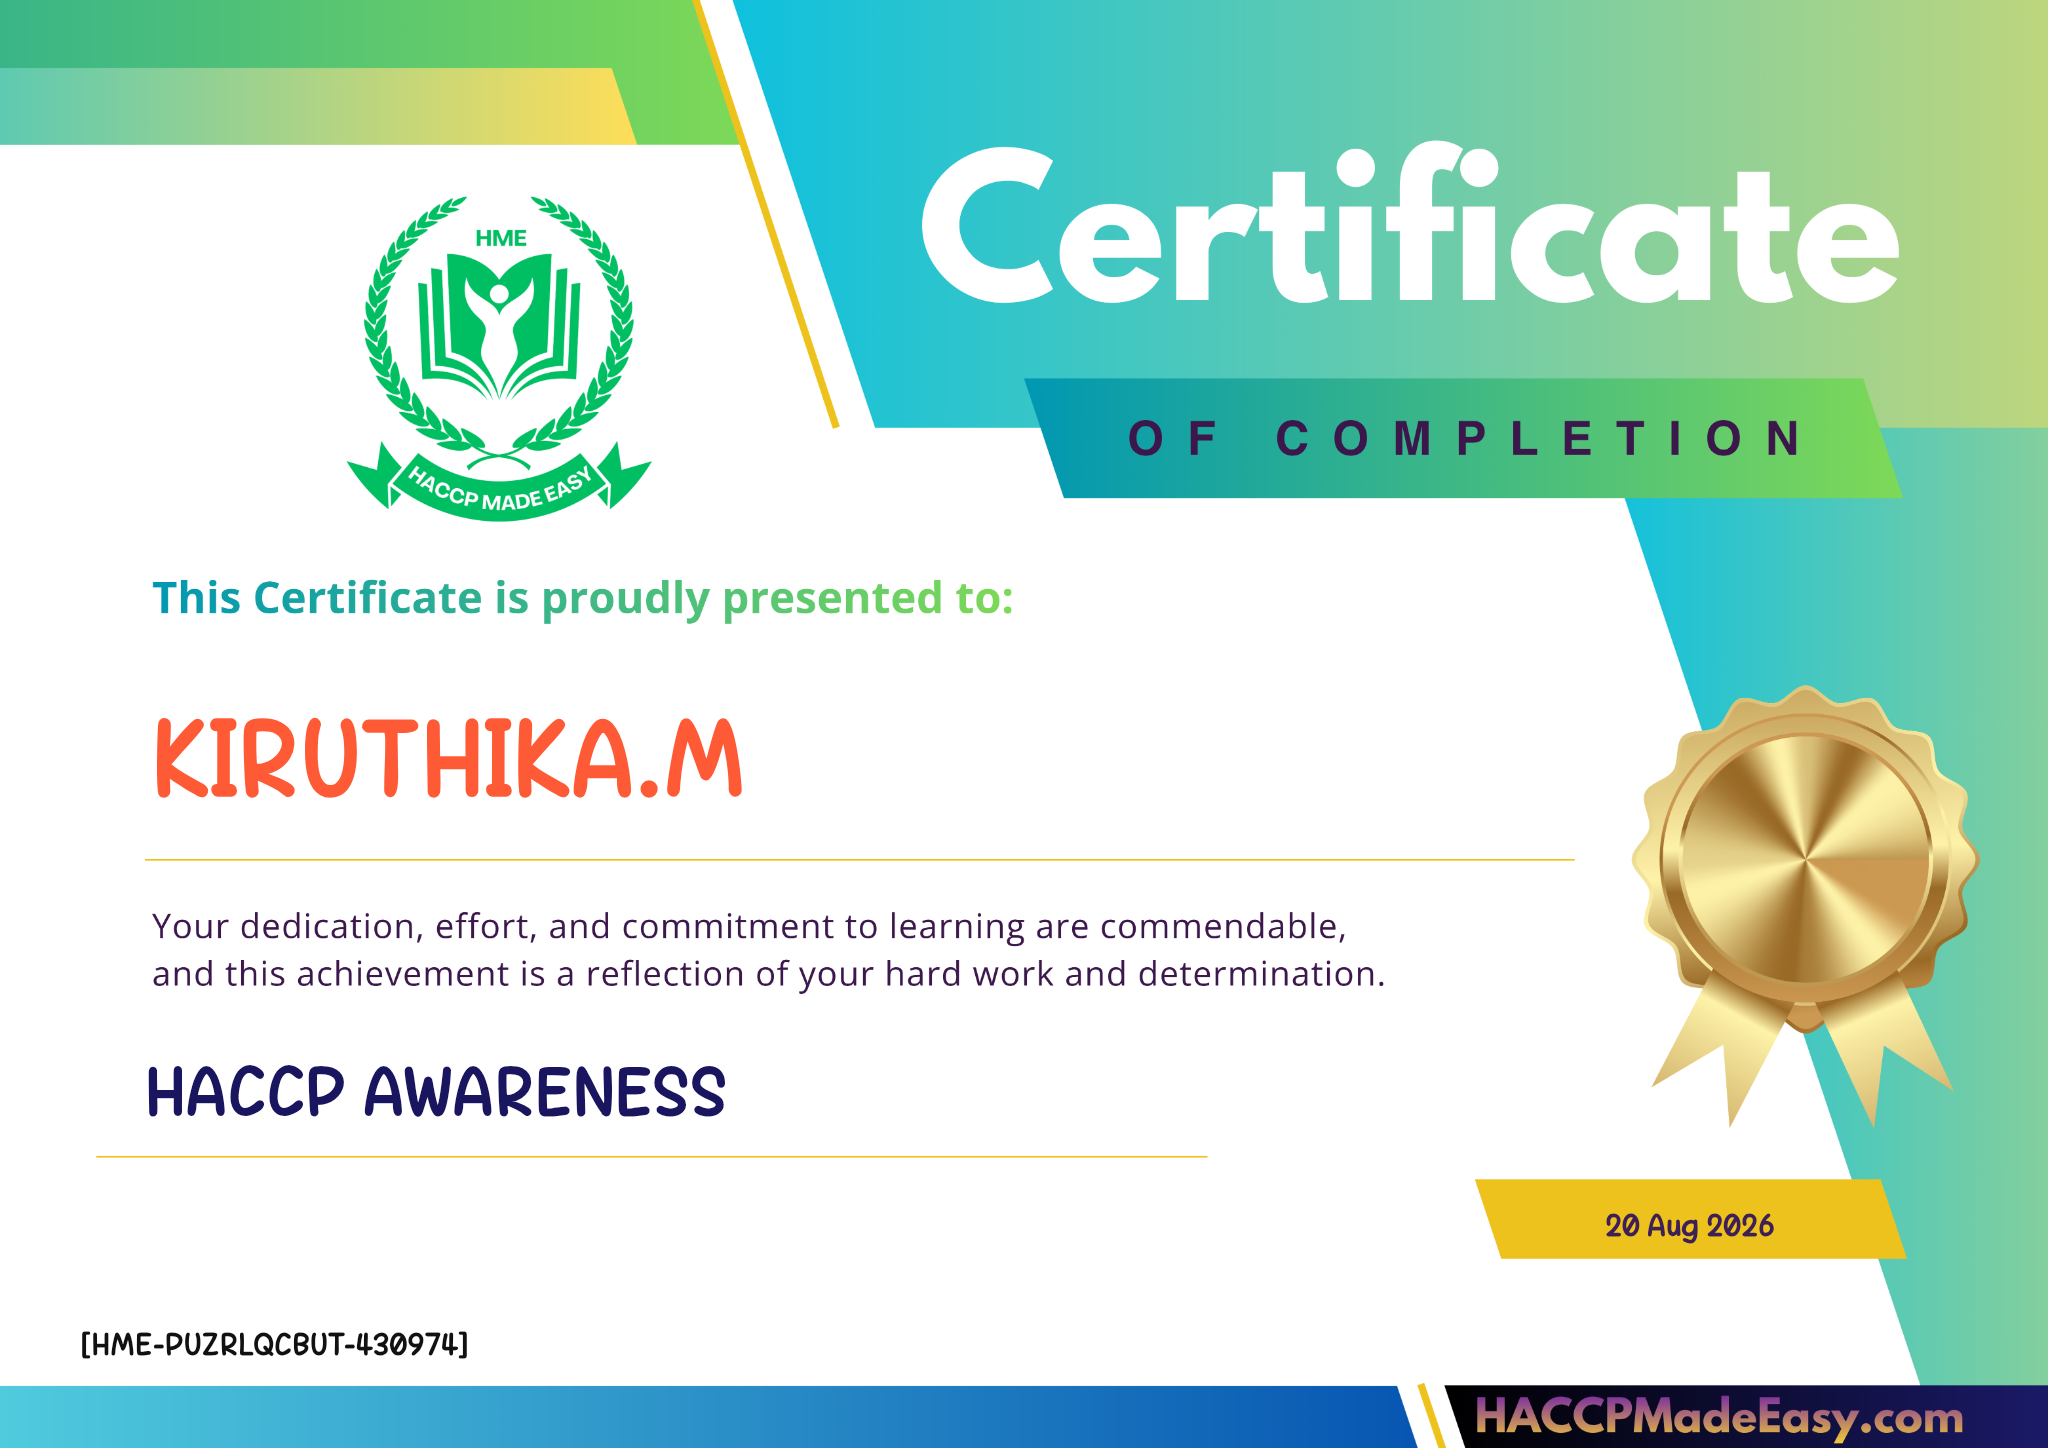 HME
HACCP MADE EASY
Certificate
OF COMPLETION
This Certificate is proudly presented to:
KIRUTHIKA.M
Your dedication, effort, and commitment to learning are commendable,
and this achievement is a reflection of your hard work and determination.
HACCP AWARENESS
20 Aug 2026
[HME-PUZRLQCBUT-430974]
HACCPMadeEasy.com